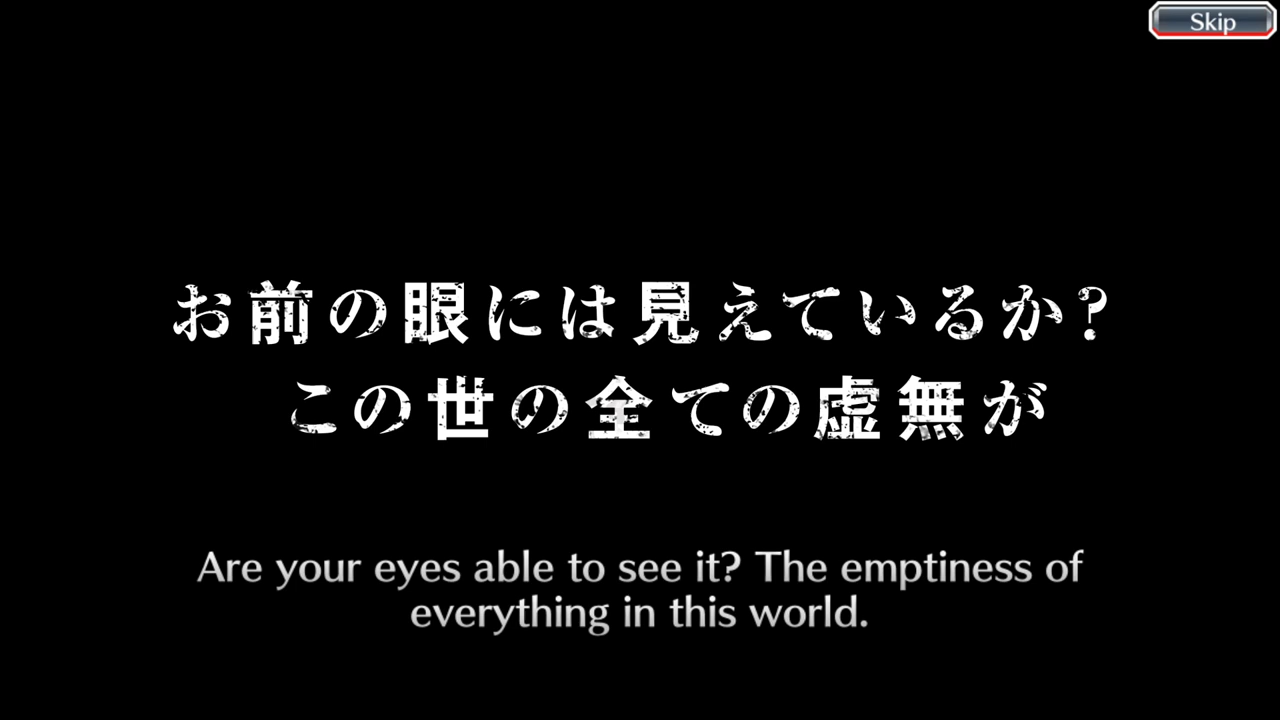 Skip
お前の眼には見えているか?
この世の全ての虚無が
Are your eyes able to see it? The emptiness of
everything in this world.